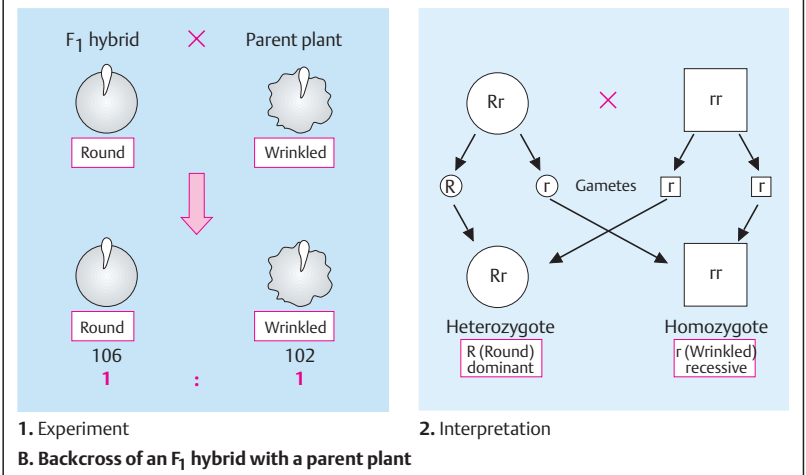 F1 hybrid × Parent plant
Round Wrinkled
Round Wrinkled
106 102
1 : 1
1. Experiment
Rr × rr
R r Gametes r r
Rr rr
Heterozygote Homozygote
R (Round) r (Wrinkled)
dominant recessive
2. Interpretation
B. Backcross of an F1 hybrid with a parent plant